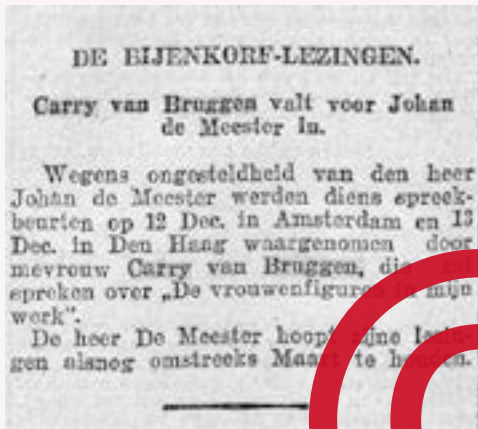 DE BIJENKORF-LEZINGEN.
Carry van Bruggen valt voor Johan
de Meester in.
Wegens ongesteldheid van den heer
Johan de Meester werden diens spreek-
beurten op 12 Dec. in Amsterdam en 13
Dec. in Den Haag waargenomen door
mevrouw Carry van Bruggen, die zal
spreken over „De vrouwenfiguren in mijn
werk".
De heer De Meester hoopt zijne lezin-
gen alsnog omstreeks Maart te houden.